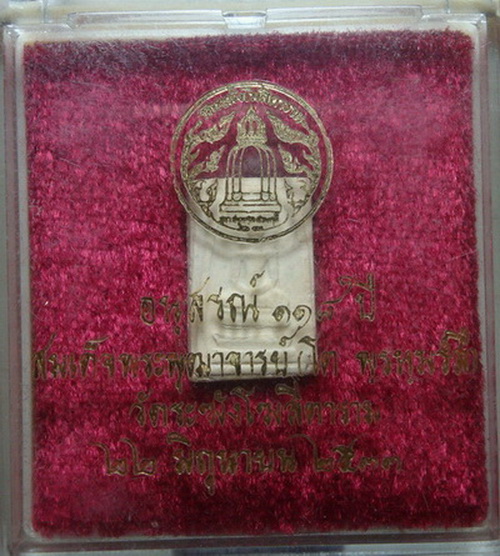 อนุสรณ์ ๑๑๘ ปี
สมเด็จพระพุฒาจารย์ (โต พรหมรังสี)
วัดระฆังโฆสิตาราม
๒๒ มิถุนายน ๒๕๓๓